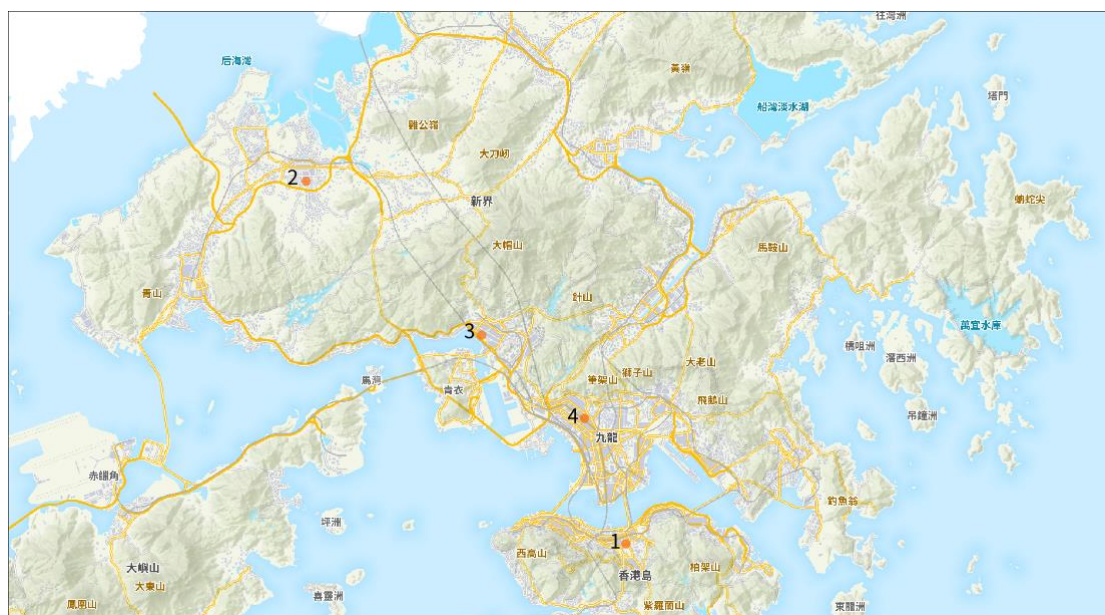 往灣洲
后海灣
黃嶺
塔門
船灣淡水湖
雞公嶺
大刀屻
2
新界
蚺蛇尖
大帽山
馬鞍山
青山
針山
3
萬宜水庫
橋咀洲
滘西洲
大老山
獅子山
筆架山
馬灣
青衣
飛鵝山
吊鐘洲
4
九龍
赤鱲角
釣魚翁
坪洲
1
西高山
大嶼山
香港島
柏架山
大東山
喜靈洲
鳳凰山
紫羅蘭山
東龍洲